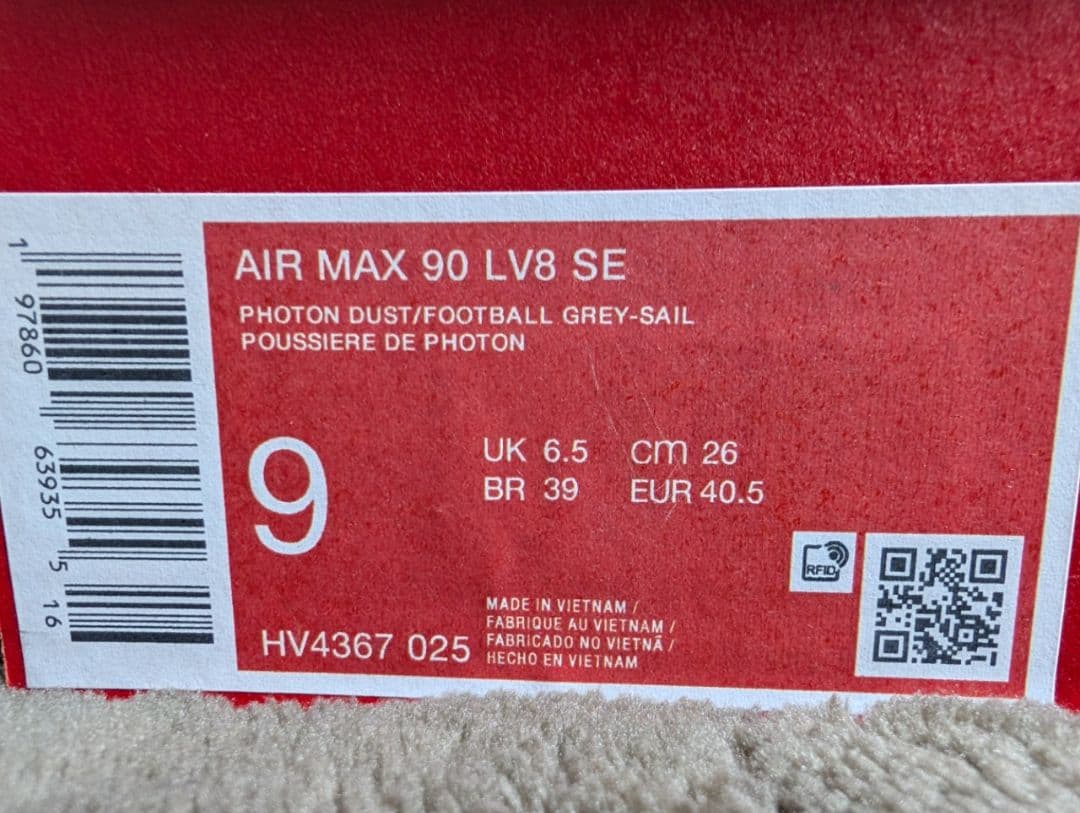 AIR MAX 90 LV8 SE
PHOTON DUST/FOOTBALL GREY-SAIL
POUSSIERE DE PHOTON
9
UK 6.5 cm 26
BR 39 EUR 40.5
RFID
HV4367 025
MADE IN VIETNAM /
FABRIQUE AU VIETNAM /
FABRICADO NO VIETNÃ /
HECHO EN VIETNAM
1 97860 63935 5 16